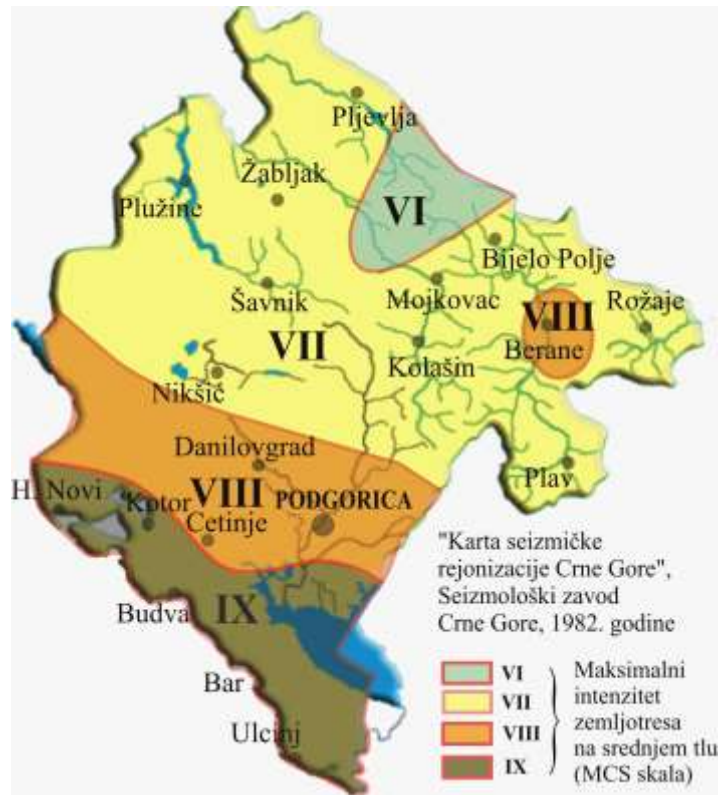 Pljevlja
Žabljak
Plužine
VI
Bijelo Polje
Šavnik
Mojkovac
VIII
Rožaje
VII
Berane
Kolašin
Nikšić
Danilovgrad
Plav
H. Novi
Kotor
VIII
PODGORICA
Cetinje
"Karta seizmičke
rejonizacije Crne Gore",
Seizmološki zavod
Crne Gore, 1982. godine
Budva
IX
Bar
Ulcinj
VI
VII
VIII
IX
Maksimalni
intenzitet
zemljotresa
na srednjem tlu
(MCS skala)